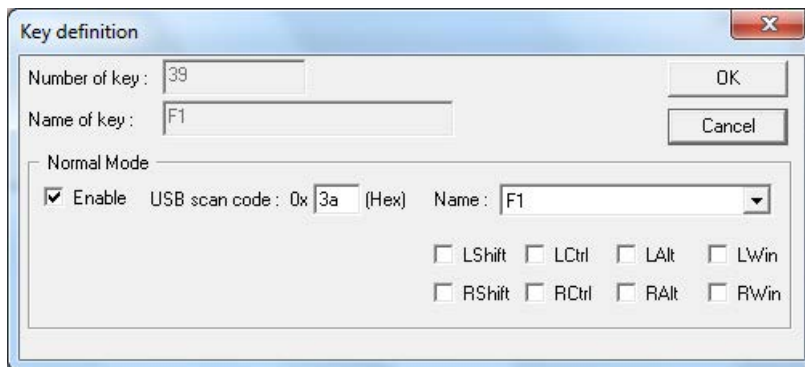 Key definition
Number of key : 39
OK
Name of key : F1
Cancel
Normal Mode
Enable USB scan code : 0x 3a (Hex) Name : F1
LShift LCtrl LAlt LWin
RShift RCtrl RAlt RWin